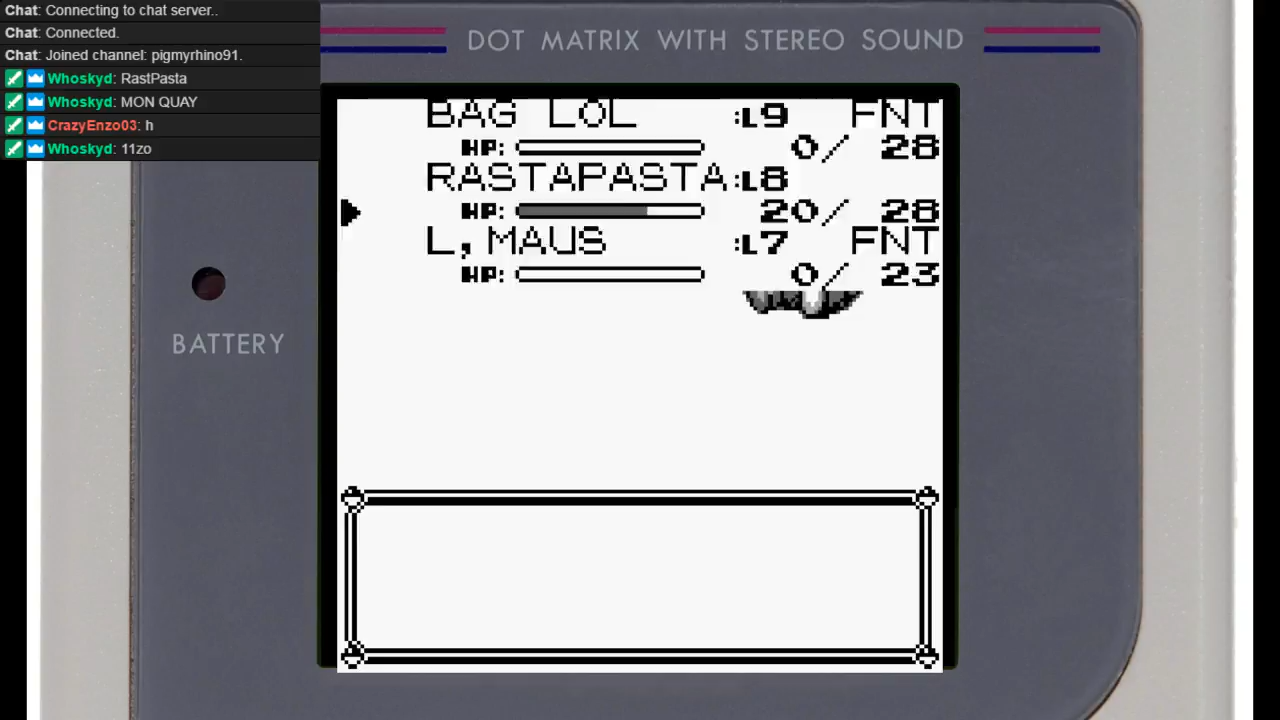 Chat: Connecting to chat server..
Chat: Connected.
Chat: Joined channel: pigmyrhino91.
Whoskyd: RastPasta
Whoskyd: MON QUAY
CrazyEnzo03: h
Whoskyd: 11zo
DOT MATRIX WITH STEREO SOUND
BATTERY
BAG LOL :L9 FNT
HP: 0/ 28
RASTAPASTA :L8
HP: 20/ 28
L,MAUS :L7 FNT
HP: 0/ 23